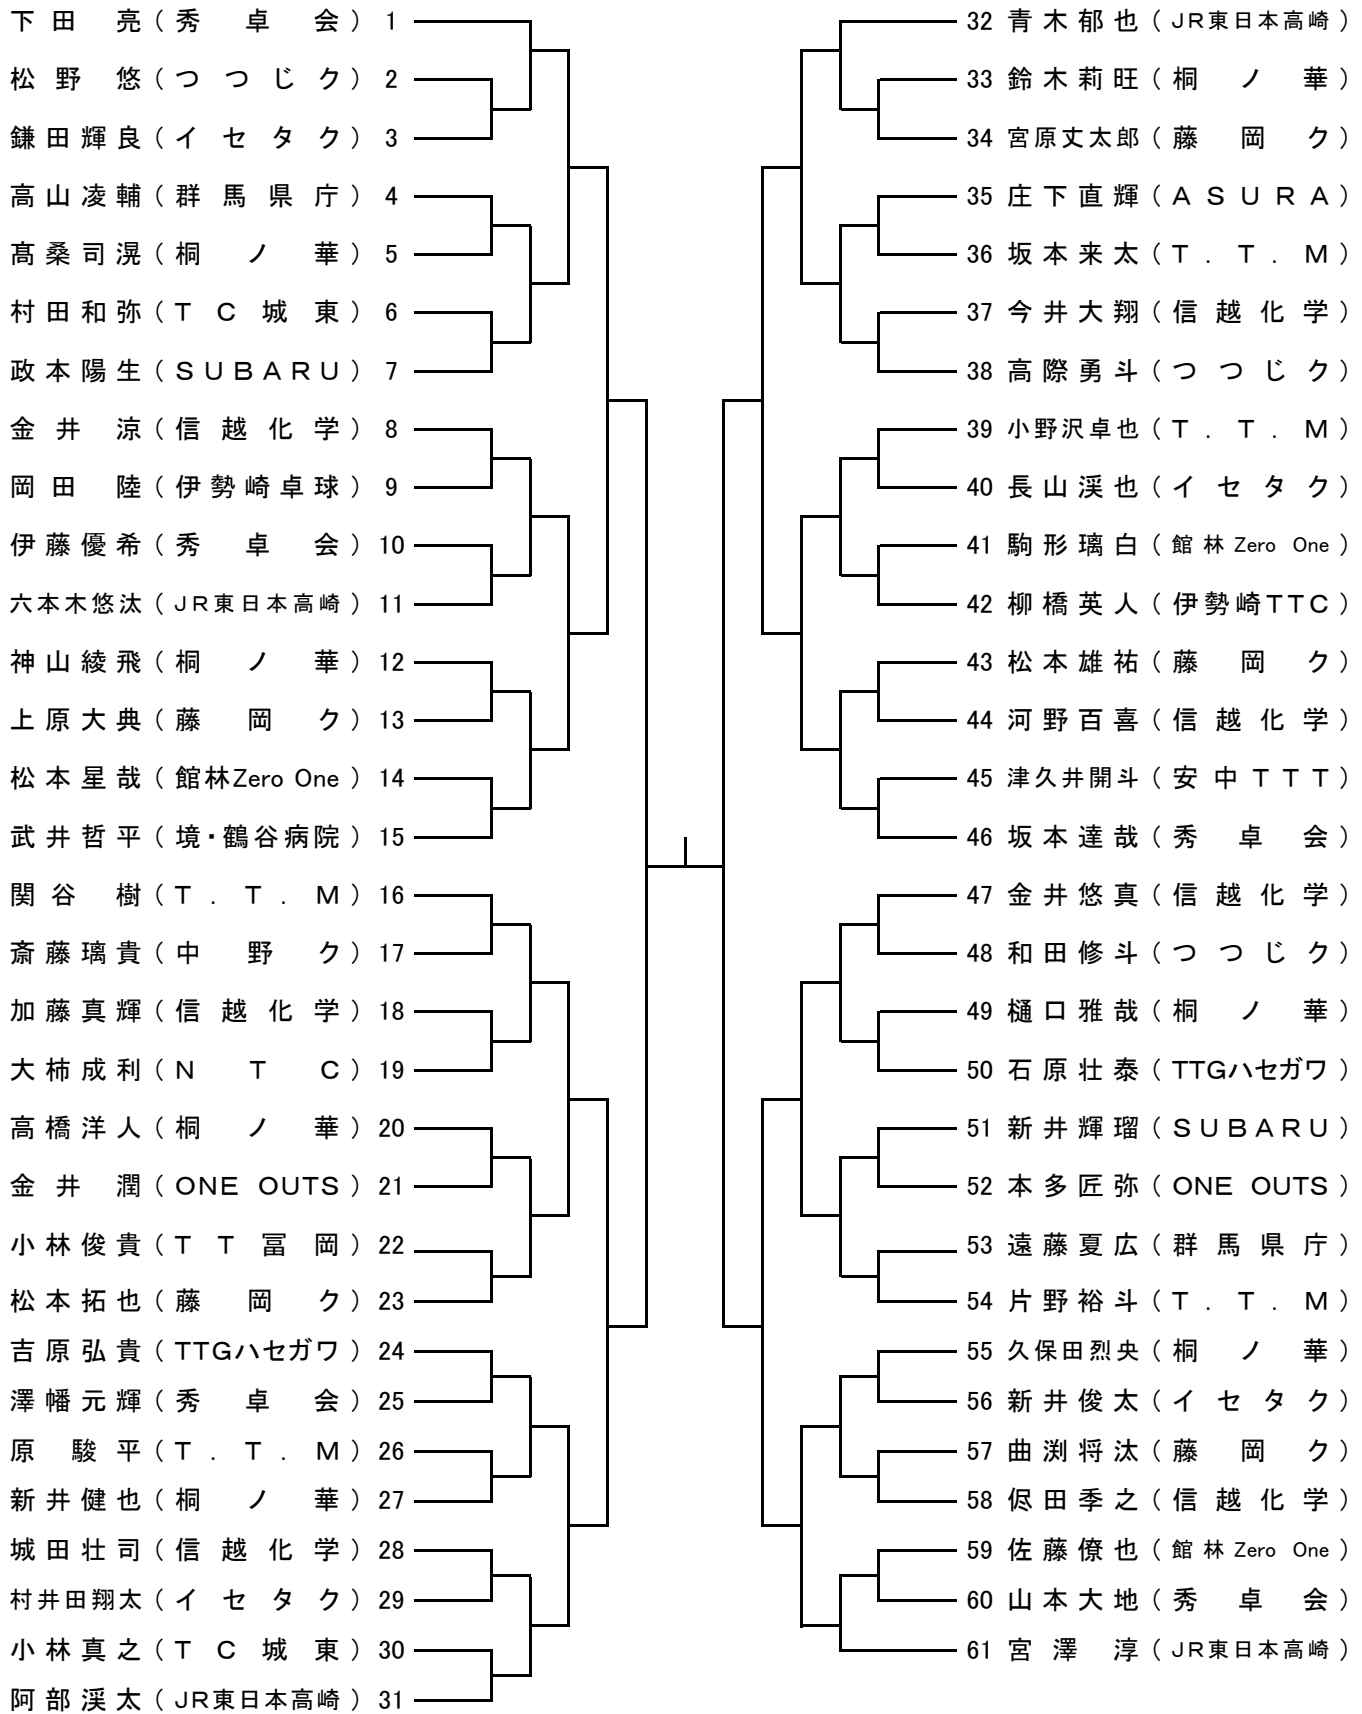 下田 亮(秀卓会) 1
松野 悠(つつじク) 2
鎌田輝良(イセタク) 3
高山凌輔(群馬県庁) 4
髙桑司滉(桐ノ華) 5
村田和弥(TC城東) 6
政本陽生(SUBARU) 7
金井 涼(信越化学) 8
岡田 陸(伊勢崎卓球) 9
伊藤優希(秀卓会) 10
六本木悠汰(JR東日本高崎) 11
神山綾飛(桐ノ華) 12
上原大典(藤岡ク) 13
松本星哉(館林Zero One) 14
武井哲平(境・鶴谷病院) 15
関谷 樹(T.T.M) 16
斎藤璃貴(中野ク) 17
加藤真輝(信越化学) 18
大柿成利(NTC) 19
高橋洋人(桐ノ華) 20
金井 潤(ONE OUTS) 21
小林俊貴(TT冨岡) 22
松本拓也(藤岡ク) 23
吉原弘貴(TTGハセガワ) 24
澤幡元輝(秀卓会) 25
原 駿平(T.T.M) 26
新井健也(桐ノ華) 27
城田壮司(信越化学) 28
村井田翔太(イセタク) 29
小林真之(TC城東) 30
阿部渓太(JR東日本高崎) 31
32 青木郁也(JR東日本高崎)
33 鈴木莉旺(桐ノ華)
34 宮原丈太郎(藤岡ク)
35 庄下直輝(ASURA)
36 坂本来太(T.T.M)
37 今井大翔(信越化学)
38 高際勇斗(つつじク)
39 小野沢卓也(T.T.M)
40 長山渓也(イセタク)
41 駒形璃白(館林Zero One)
42 柳橋英人(伊勢崎TTC)
43 松本雄祐(藤岡ク)
44 河野百喜(信越化学)
45 津久井開斗(安中TTT)
46 坂本達哉(秀卓会)
47 金井悠真(信越化学)
48 和田修斗(つつじク)
49 樋口雅哉(桐ノ華)
50 石原壮泰(TTGハセガワ)
51 新井輝瑠(SUBARU)
52 本多匠弥(ONE OUTS)
53 遠藤夏広(群馬県庁)
54 片野裕斗(T.T.M)
55 久保田烈央(桐ノ華)
56 新井俊太(イセタク)
57 曲渕将汰(藤岡ク)
58 侭田季之(信越化学)
59 佐藤僚也(館林Zero One)
60 山本大地(秀卓会)
61 宮澤 淳(JR東日本高崎)